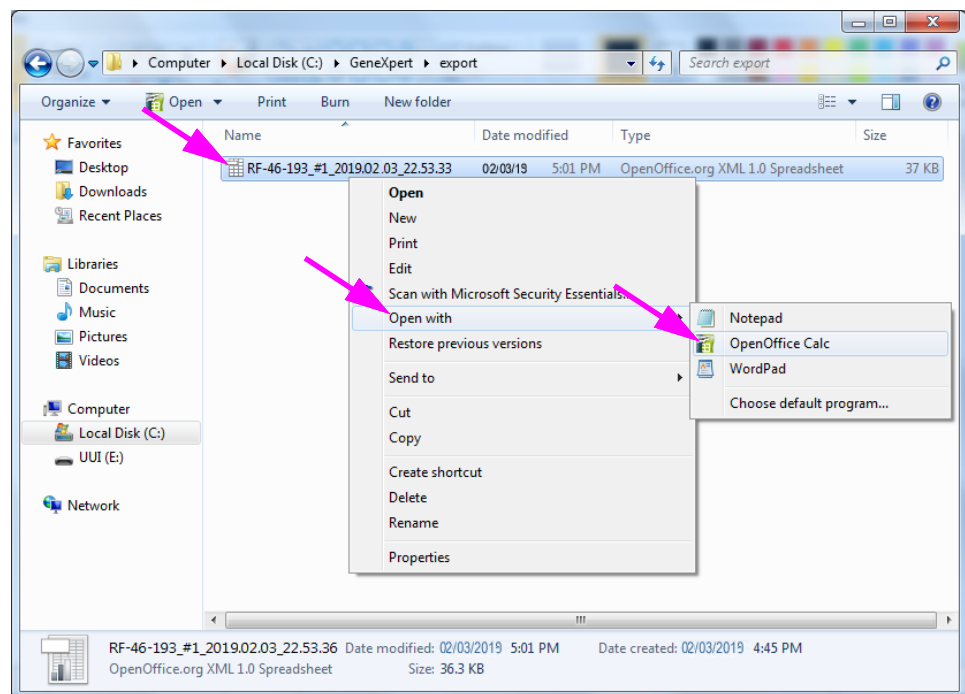 Computer Local Disk (C:) GeneXpert export
Search export
Organize Open Print Burn New folder
Name Date modified Type Size
Favorites
Desktop
Downloads
Recent Places
Libraries
Documents
Music
Pictures
Videos
Computer
Local Disk (C:)
UUI (E:)
Network
RF-46-193_#1_2019.02.03_22.53.33 02/03/19 5:01 PM OpenOffice.org XML 1.0 Spreadsheet 37 KB
Open
New
Print
Edit
Scan with Microsoft Security Essentials...
Open with
Restore previous versions
Send to
Cut
Copy
Create shortcut
Delete
Rename
Properties
Notepad
OpenOffice Calc
WordPad
Choose default program...
RF-46-193_#1_2019.02.03_22.53.36 Date modified: 02/03/2019 5:01 PM Date created: 02/03/2019 4:45 PM
OpenOffice.org XML 1.0 Spreadsheet Size: 36.3 KB